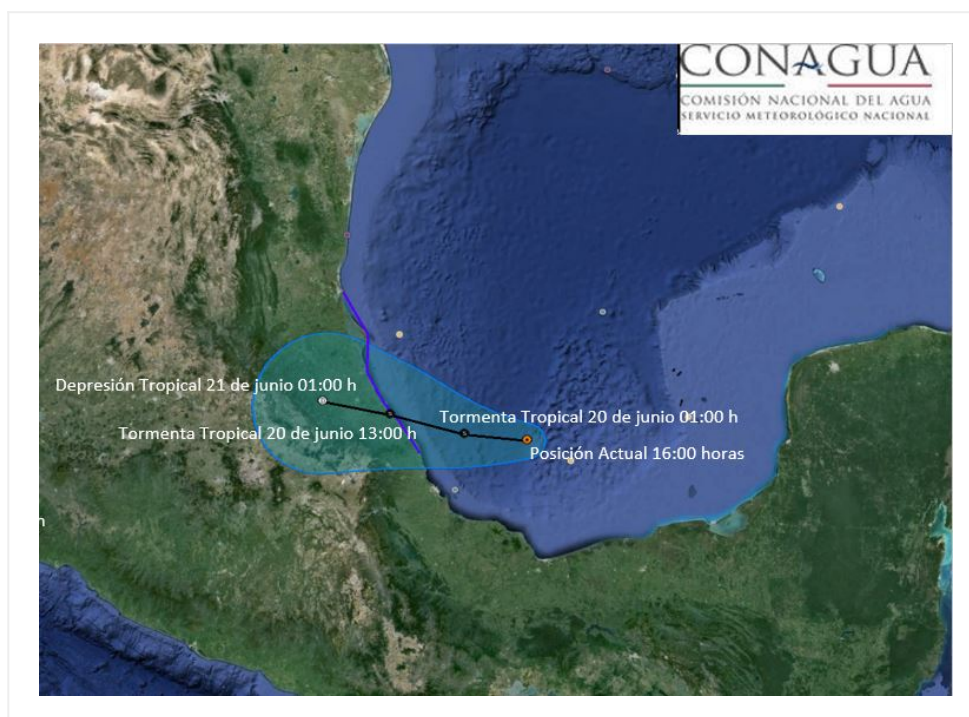 CONAGUA
COMISIÓN NACIONAL DEL AGUA
SERVICIO METEOROLÓGICO NACIONAL
Depresión Tropical 21 de junio 01:00 h
Tormenta Tropical 20 de junio 01:00 h
Tormenta Tropical 20 de junio 13:00 h
Posición Actual 16:00 horas
h